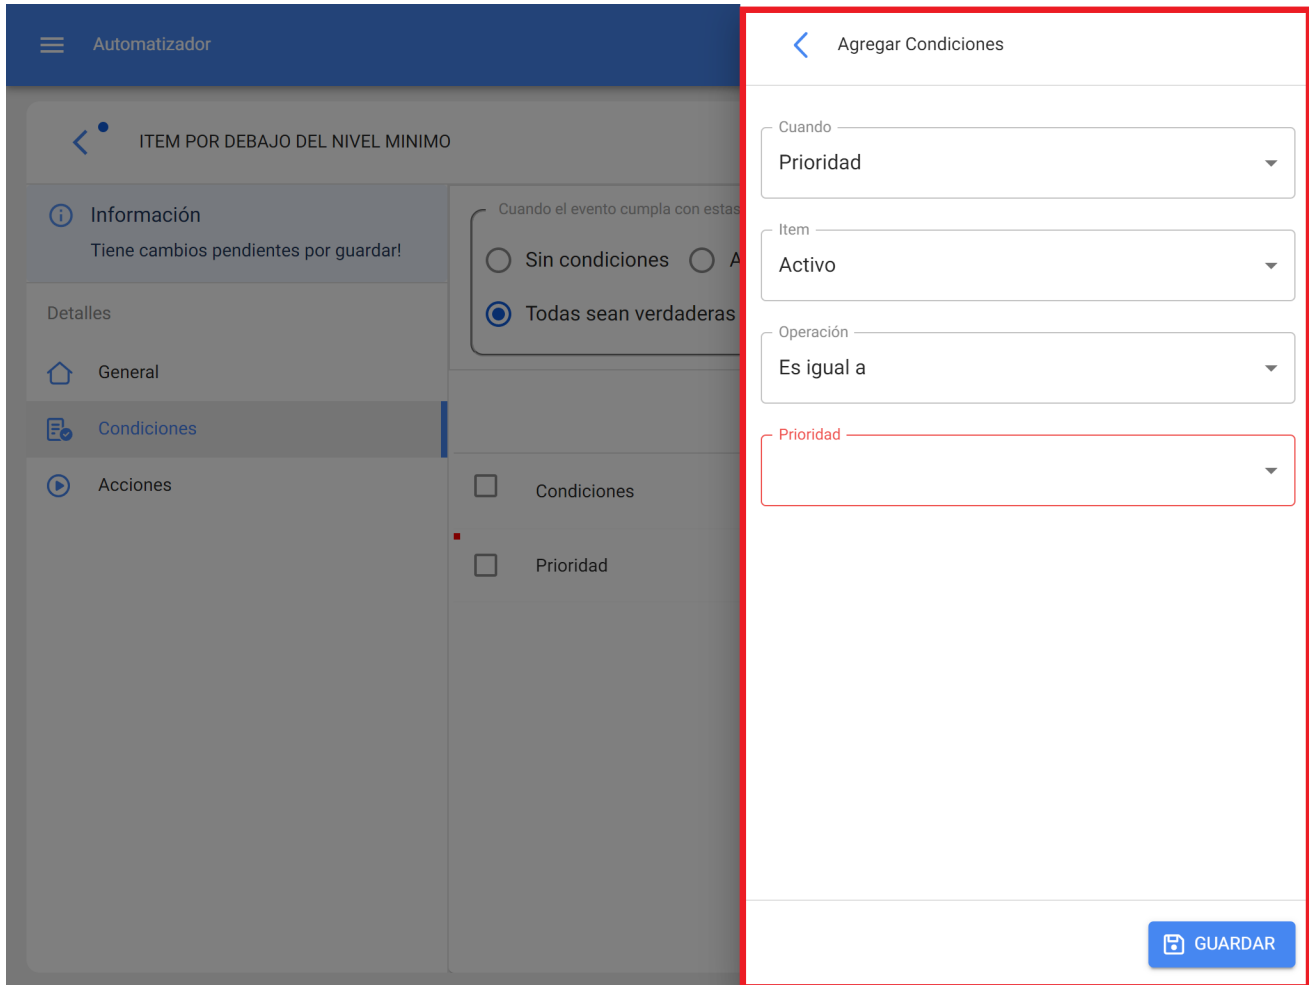 Automatizador
ITEM POR DEBAJO DEL NIVEL MINIMO
Información
Tiene cambios pendientes por guardar!
Detalles
General
Condiciones
Acciones
Cuando el evento cumpla con estas
Sin condiciones
Todas sean verdaderas
Condiciones
Prioridad
Agregar Condiciones
Cuando
Prioridad
Item
Activo
Operación
Es igual a
Prioridad
GUARDAR